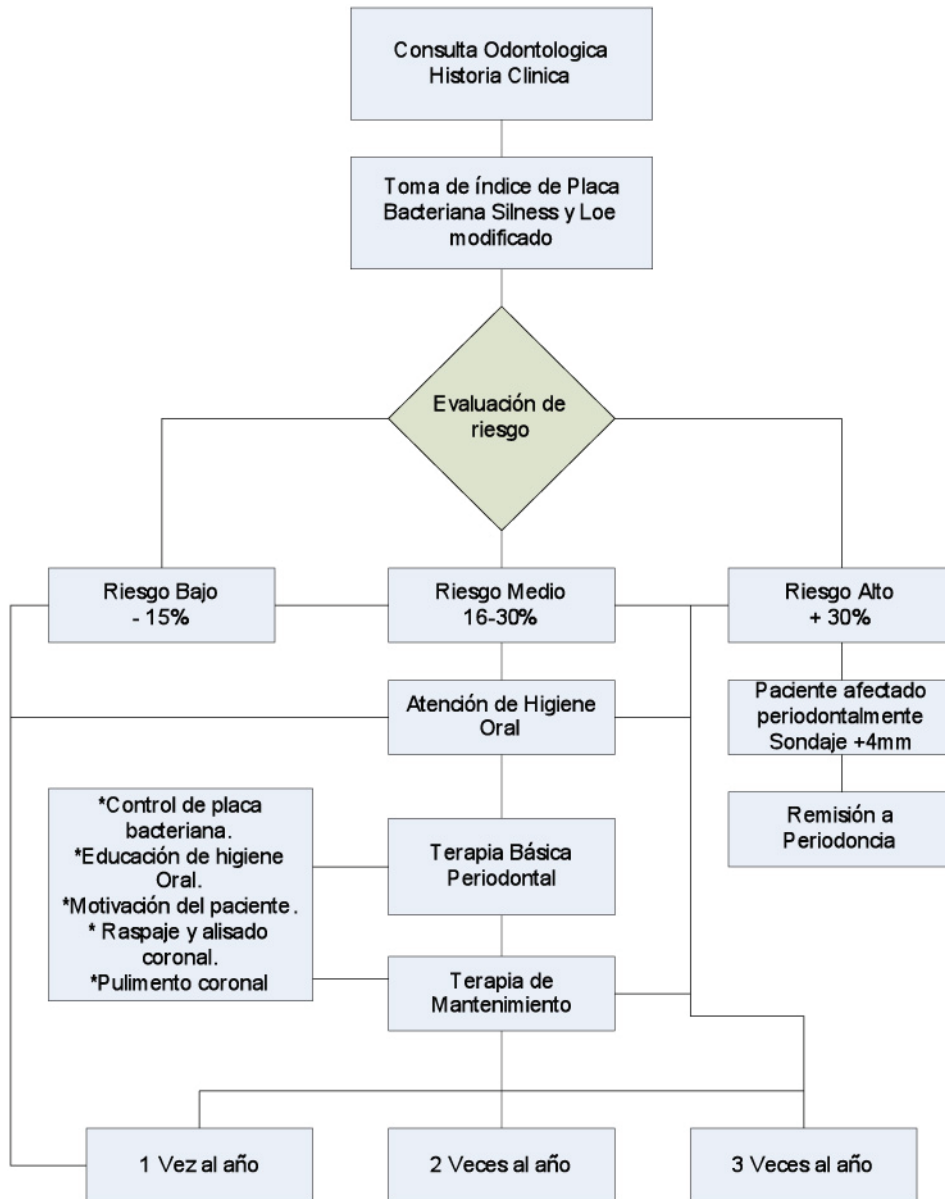 Consulta Odontologica
Historia Clinica
Toma de índice de Placa
Bacteriana Silness y Loe
modificado
Evaluación de
riesgo
Riesgo Bajo
- 15%
Riesgo Medio
16-30%
Riesgo Alto
+ 30%
Atención de Higiene
Oral
Paciente afectado
periodontalmente
Sondaje +4mm
*Control de placa
bacteriana.
*Educación de higiene
Oral.
*Motivación del paciente.
* Raspaje y alisado
coronal.
*Pulimento coronal
Terapia Básica
Periodontal
Remisión a
Periodoncia
Terapia de
Mantenimiento
1 Vez al año
2 Veces al año
3 Veces al año